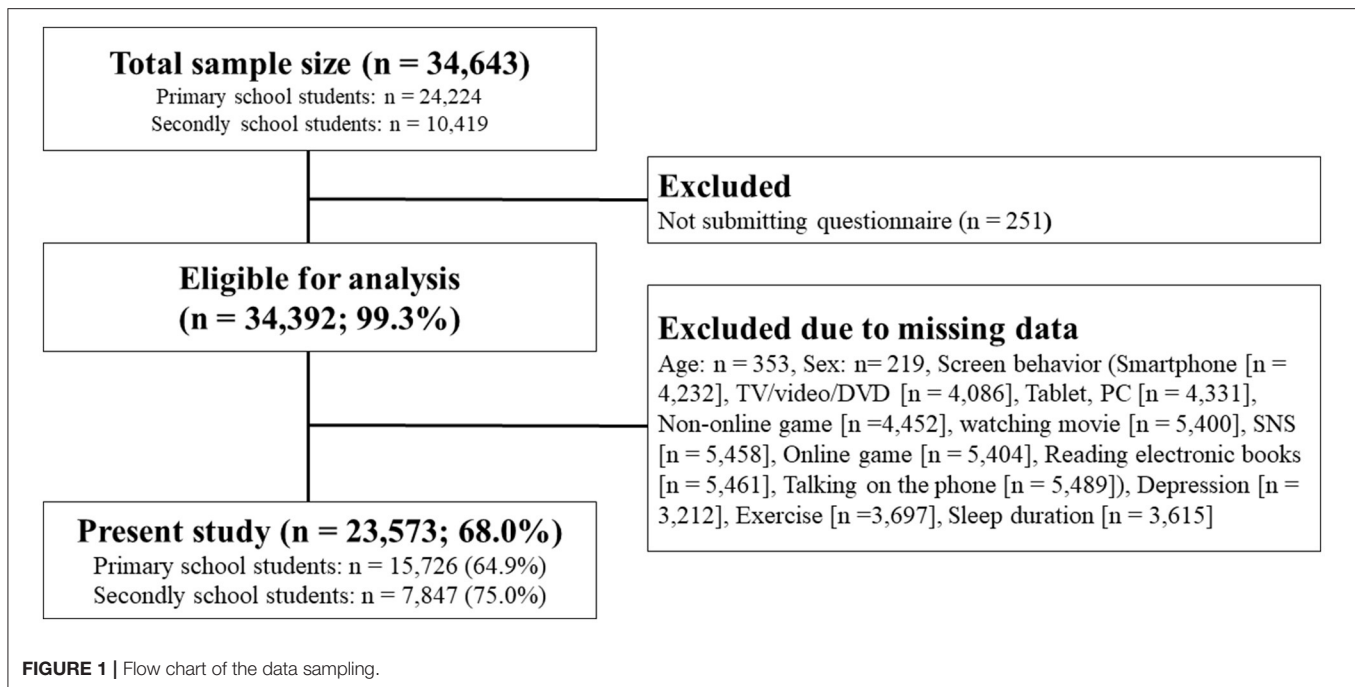 Total sample size (n = 34,643)
Primary school students: n = 24,224
Secondly school students: n = 10,419
Excluded
Not submitting questionnaire (n = 251)
Eligible for analysis
(n = 34,392; 99.3%)
Excluded due to missing data
Age: n = 353, Sex: n= 219, Screen behavior (Smartphone [n =
4,232], TV/video/DVD [n = 4,086], Tablet, PC [n = 4,331],
Non-online game [n =4,452], watching movie [n = 5,400], SNS
[n = 5,458], Online game [n = 5,404], Reading electronic books
[n = 5,461], Talking on the phone [n = 5,489]), Depression [n =
3,212], Exercise [n =3,697], Sleep duration [n = 3,615]
Present study (n = 23,573; 68.0%)
Primary school students: n = 15,726 (64.9%)
Secondly school students: n = 7,847 (75.0%)
FIGURE 1 | Flow chart of the data sampling.